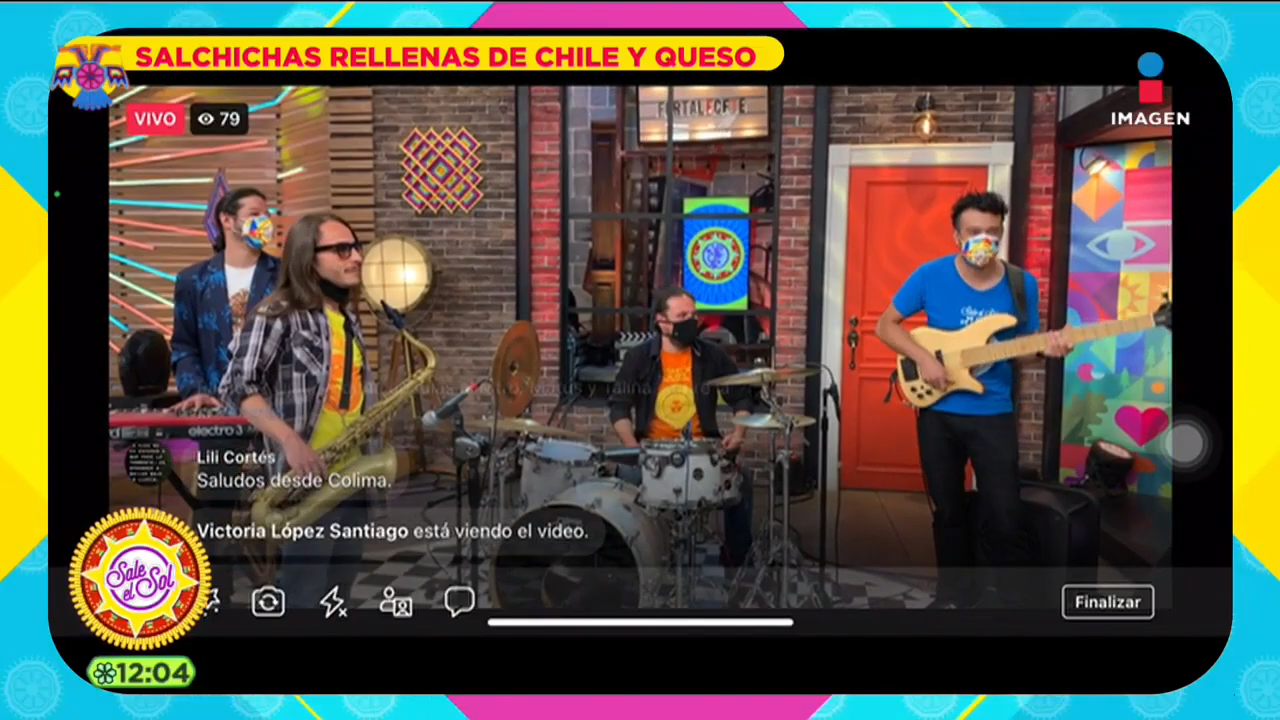 SALCHICHAS RELLENAS DE CHILE Y QUESO
IMAGEN
VIVO 79
electro 3
Lili Cortés
Saludos desde Colima.
Victoria López Santiago está viendo el video.
Sale el Sol
Finalizar
12:04